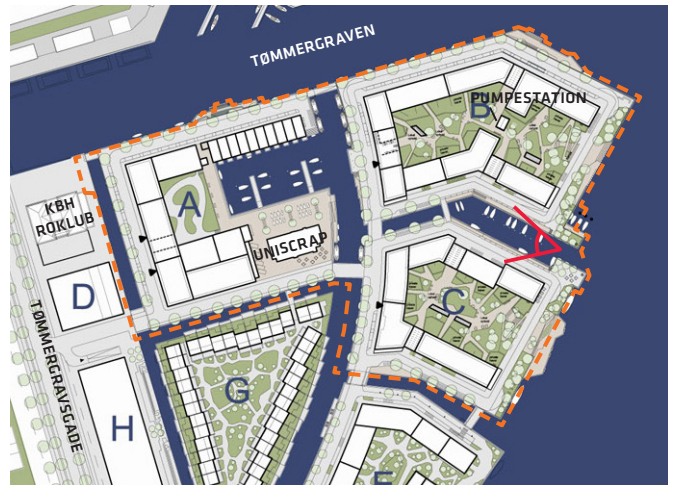 TØMMERGRAVEN
PUMPESTATION
B
KBH
ROKLUB
A
UNISCRAP
D
TØMMERGRAVSGADE
C
G
H